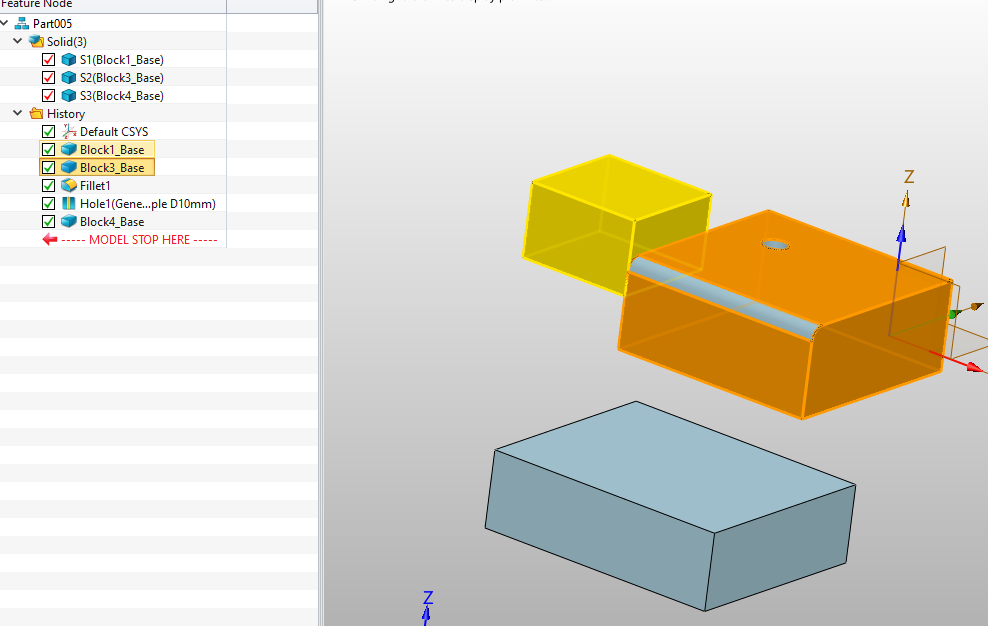 Feature Node
Part005
Solid(3)
S1(Block1_Base)
S2(Block3_Base)
S3(Block4_Base)
History
Default CSYS
Block1_Base
Block3_Base
Fillet1
Hole1(Gene...ple D10mm)
Block4_Base
----- MODEL STOP HERE -----
Z
Z